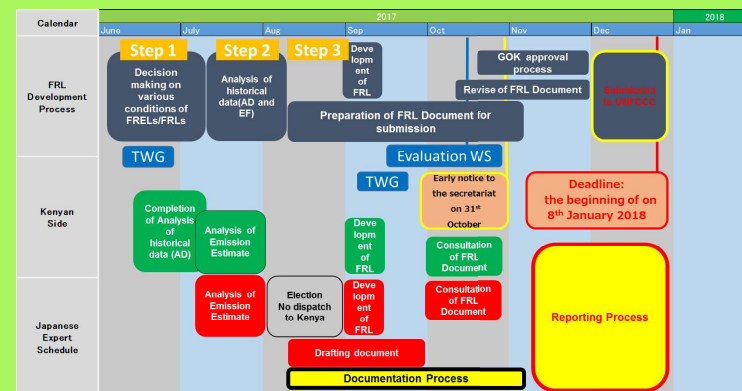 Calendar
2017
2018
June
July
Aug
Sep
Oct
Nov
Dec
Jan
FRL
Development
Process
Step 1
Decision
making on
various
conditions of
FRELs/FRLs
Step 2
Analysis of
historical
data(AD and
EF)
Step 3
Deve
lopm
ent
of
FRL
Preparation of FRL Document for
submission
GOK approval
process
Revise of FRL Document
Submission
to UNFCCC
TWG
Evaluation WS
TWG
Kenyan
Side
Completion
of Analysis
of
historical
data (AD)
Analysis of
Emission
Estimate
Deve
lopm
ent
of
FRL
Early notice to
the secretariat
on 31st
October
Consultation
of FRL
Document
Deadline:
the beginning of on
8th January 2018
Japanese
Expert
Schedule
Analysis of
Emission
Estimate
Election
No dispatch
to Kenya
Deve
lopm
ent
of
FRL
Consultation
of FRL
Document
Drafting document
Documentation Process
Reporting Process